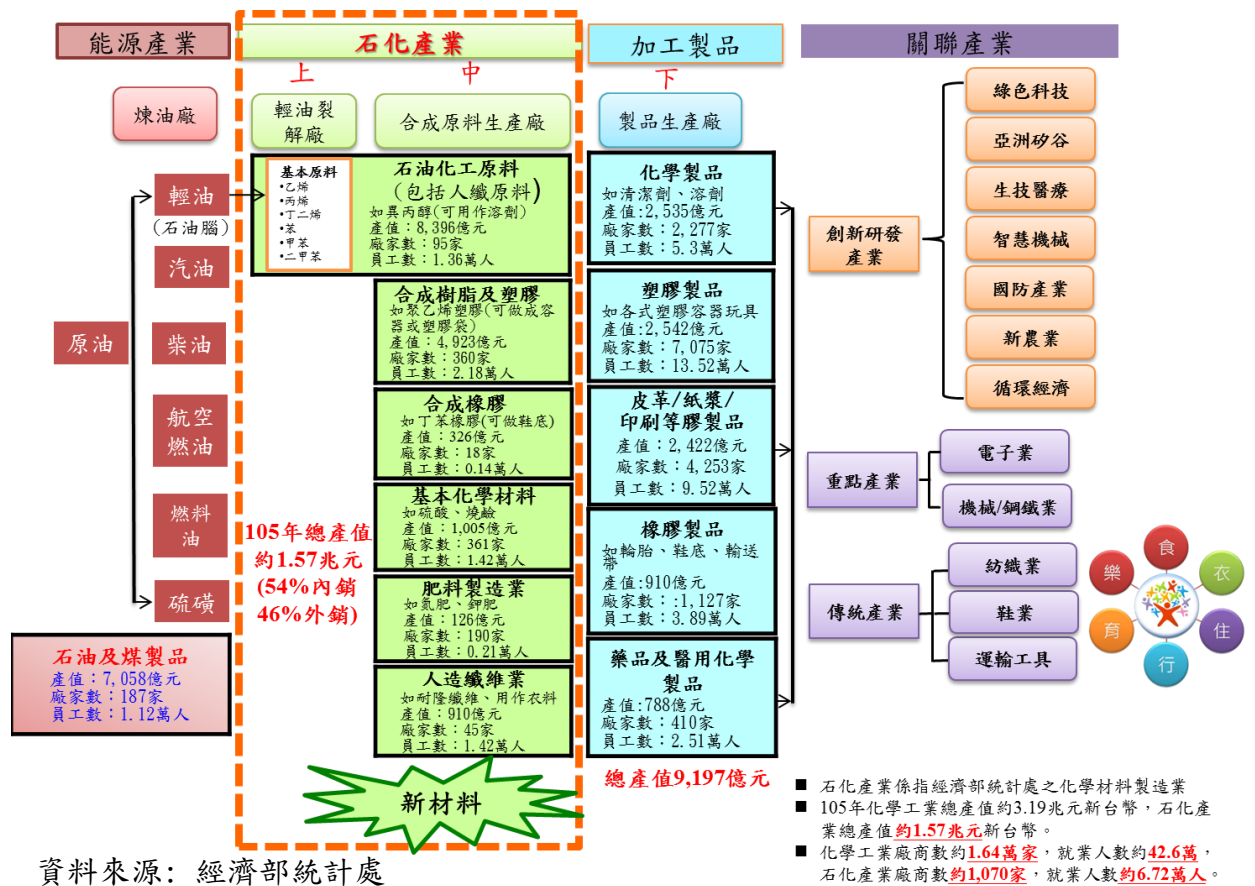 能源產業
石化產業
加工製品
關聯產業
上
中
下
煉油廠
輕油裂
解廠
合成原料生產廠
製品生產廠
原油
輕油
(石油腦)
汽油
柴油
航空
燃油
燃料
油
硫磺
石油及煤製品
產值：7,058億元
廠家數：187家
員工數：1.12萬人
基本原料
•乙烯
•丙烯
•丁二烯
•苯
•甲苯
•二甲苯
石油化工原料
(包括人纖原料)
如異丙醇(可用作溶劑)
產值：8,396億元
廠家數：95家
員工數：1.36萬人
合成樹脂及塑膠
如聚乙烯塑膠(可做成容
器或塑膠袋)
產值：4,923億元
廠家數：360家
員工數：2.18萬人
合成橡膠
如丁苯橡膠(可做鞋底)
產值：326億元
廠家數：18家
員工數：0.14萬人
基本化學材料
如硫酸、燒鹼
產值：1,005億元
廠家數：361家
員工數：1.42萬人
肥料製造業
如氮肥、鉀肥
產值：126億元
廠家數：190家
員工數：0.21萬人
人造纖維業
如耐隆纖維、用作衣料
產值：910億元
廠家數：45家
員工數：1.42萬人
105年總產值
約1.57兆元
(54%內銷
46%外銷)
新材料
化學製品
如清潔劑、溶劑
產值:2,535億元
廠家數：2,277家
員工數：5.3萬人
塑膠製品
如各式塑膠容器玩具
產值:2,542億元
廠家數：7,075家
員工數：13.52萬人
皮革/紙漿/
印刷等膠製品
產值：2,422億元
廠家數：4,253家
員工數：9.52萬人
橡膠製品
如輪胎、鞋底、輸送
帶
產值:910億元
廠家數：:1,127家
員工數：3.89萬人
藥品及醫用化學
製品
產值:788億元
廠家數：410家
員工數：2.51萬人
總產值9,197億元
創新研發
產業
綠色科技
亞洲矽谷
生技醫療
智慧機械
國防產業
新農業
循環經濟
重點產業
電子業
機械/鋼鐵業
傳統產業
紡織業
鞋業
運輸工具
食
衣
住
行
育
樂
■ 石化產業係指經濟部統計處之化學材料製造業
■ 105年化學工業總產值約3.19兆元新台幣，石化產
業總產值約1.57兆元新台幣。
■ 化學工業廠商數約1.64萬家，就業人數約42.6萬，
石化產業廠商數約1,070家，就業人數約6.72萬人。
資料來源: 經濟部統計處